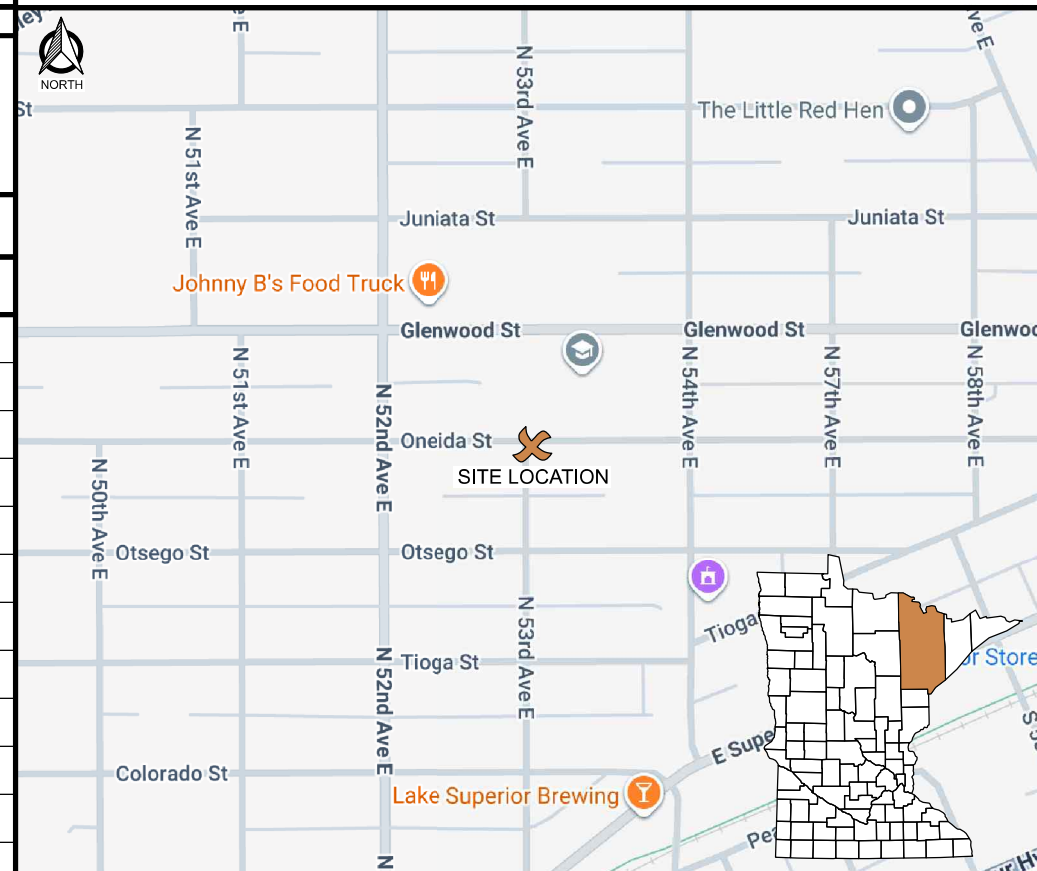 N 53rd Ave E
NORTH
St
The Little Red Hen
N 51st Ave E
Juniata St
Juniata St
Johnny B's Food Truck
Glenwood St
Glenwood St
N 51st Ave E
N 52nd Ave E
N 54th Ave E
N 57th Ave E
N 58th Ave E
Oneida St
SITE LOCATION
N 50th Ave E
Otsego St
Otsego St
N 53rd Ave E
Tioga
Tioga St
N 52nd Ave E
or Store
E Supe
Colorado St
Lake Superior Brewing
N